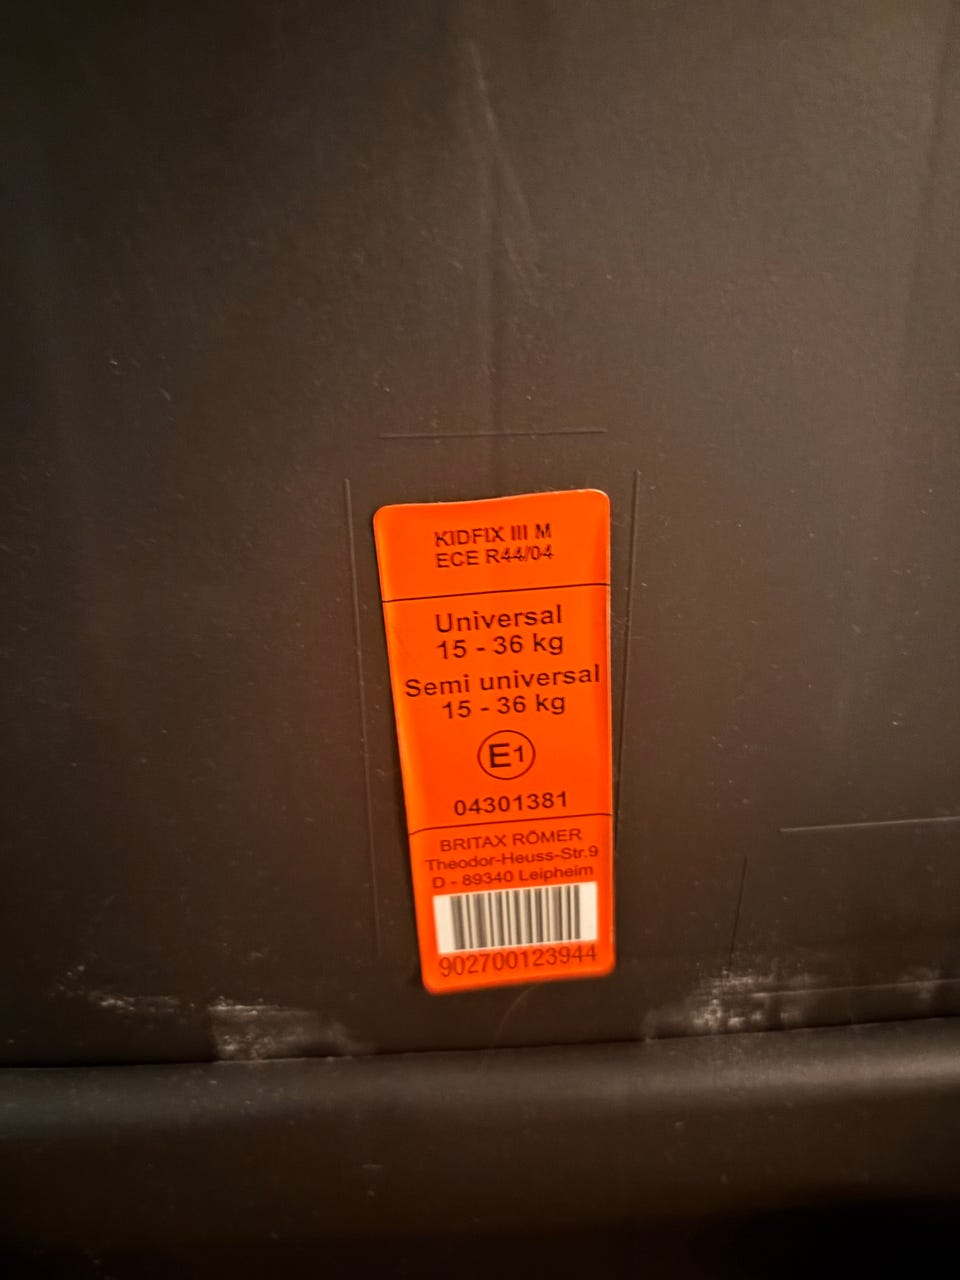 KIDFIX III M
ECE R44/04
Universal
15 - 36 kg
Semi universal
15 - 36 kg
E1
04301381
BRITAX RÖMER
Theodor-Heuss-Str.9
D - 89340 Leipheim
902700123944